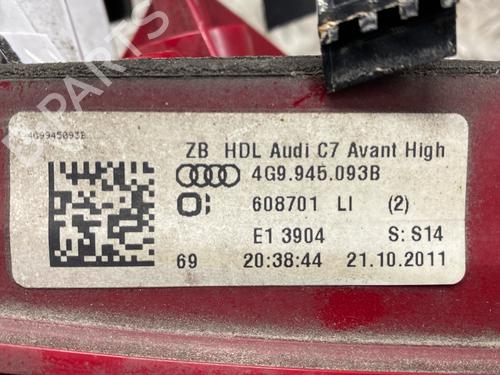 4G9945093B
ZB HDL Audi C7 Avant High
4G9.945.093B
608701 LI (2)
E1 3904 S: S14
69 20:38:44 21.10.2011